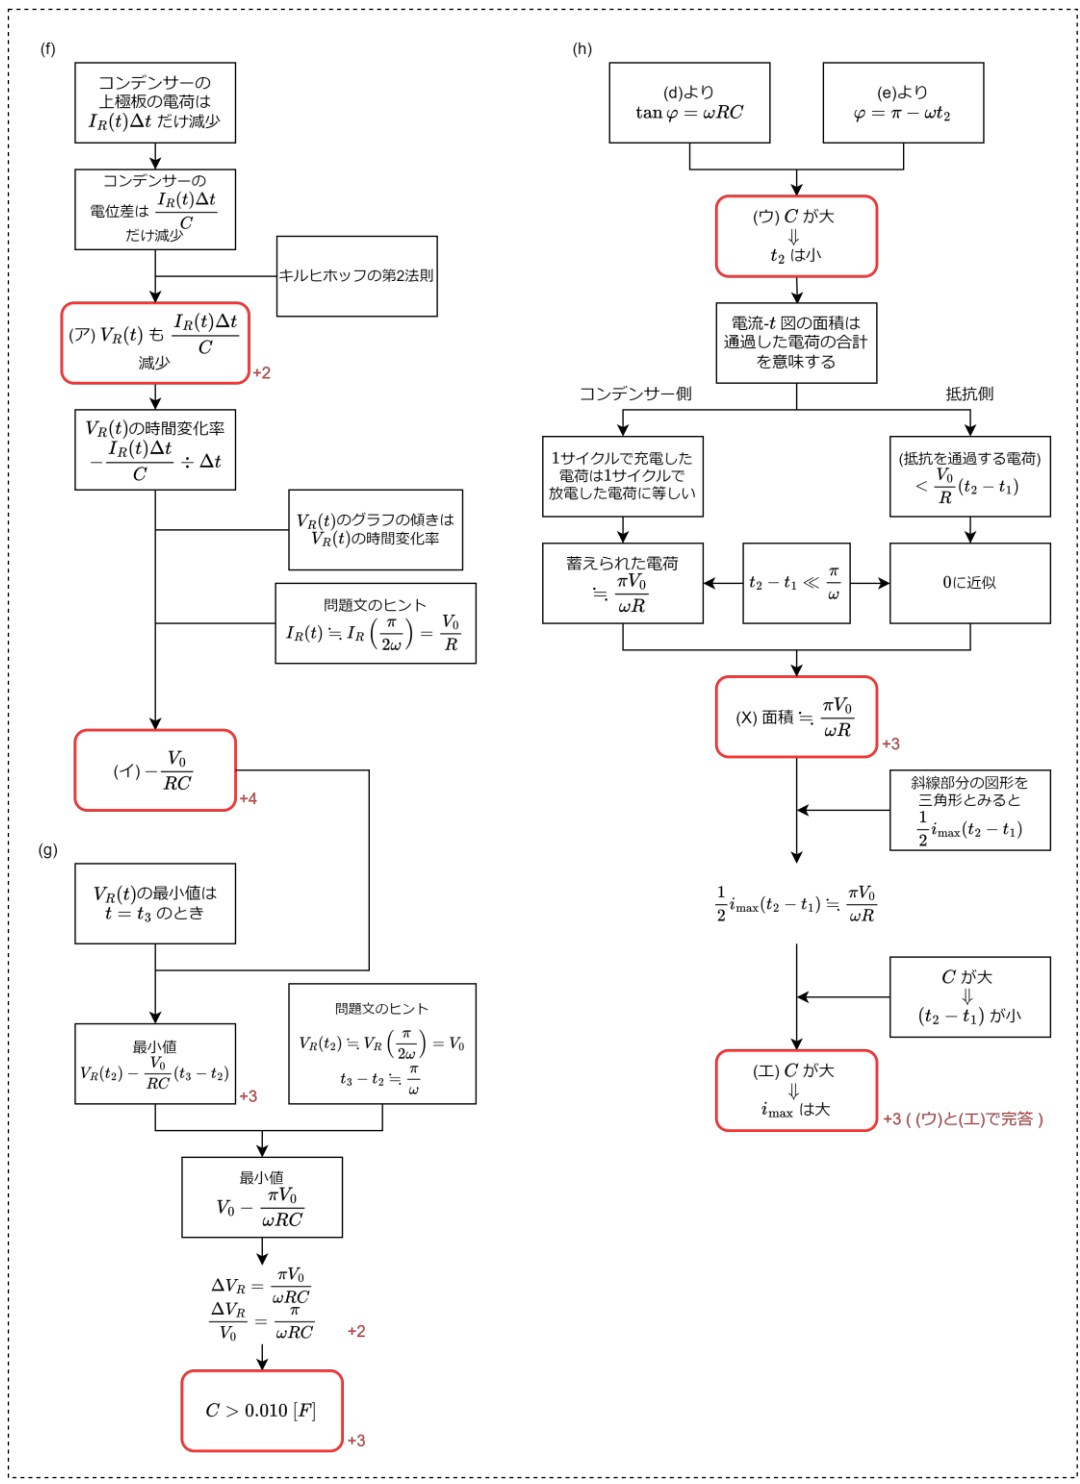 (f)
コンデンサーの
上極板の電荷は
I_R(t)Δt だけ減少
コンデンサーの
電位差は I_R(t)Δt/C
だけ減少
キルヒホッフの第2法則
(ア) V_R(t) も I_R(t)Δt/C
減少
+2
V_R(t)の時間変化率
−I_R(t)Δt/C ÷ Δt
V_R(t)のグラフの傾きは
V_R(t)の時間変化率
問題文のヒント
I_R(t) ≒ I_R(π/2ω) = V_0/R
(イ) −V_0/RC
+4
(g)
V_R(t)の最小値は
t = t_3 のとき
最小値
V_R(t_2) − V_0/RC (t_3 − t_2)
+3
問題文のヒント
V_R(t_2) ≒ V_R(π/2ω) = V_0
t_3 − t_2 ≒ π/ω
最小値
V_0 − πV_0/ωRC
ΔV_R = πV_0/ωRC
ΔV_R/V_0 = π/ωRC
+2
C > 0.010 [F]
+3
(h)
(d)より
tan φ = ωRC
(e)より
φ = π − ωt_2
(ウ) C が大
⇓
t_2 は小
電流-t 図の面積は
通過した電荷の合計
を意味する
コンデンサー側
抵抗側
1サイクルで充電した
電荷は1サイクルで
放電した電荷に等しい
(抵抗を通過する電荷)
< V_0/R (t_2 − t_1)
蓄えられた電荷
≒ πV_0/ωR
t_2 − t_1 ≪ π/ω
0に近似
(X) 面積 ≒ πV_0/ωR
+3
斜線部分の図形を
三角形とみると
1/2 i_max(t_2 − t_1)
1/2 i_max(t_2 − t_1) ≒ πV_0/ωR
C が大
⇓
(t_2 − t_1) が小
(エ) C が大
⇓
i_max は大
+3 ( (ウ)と(エ)で完答 )